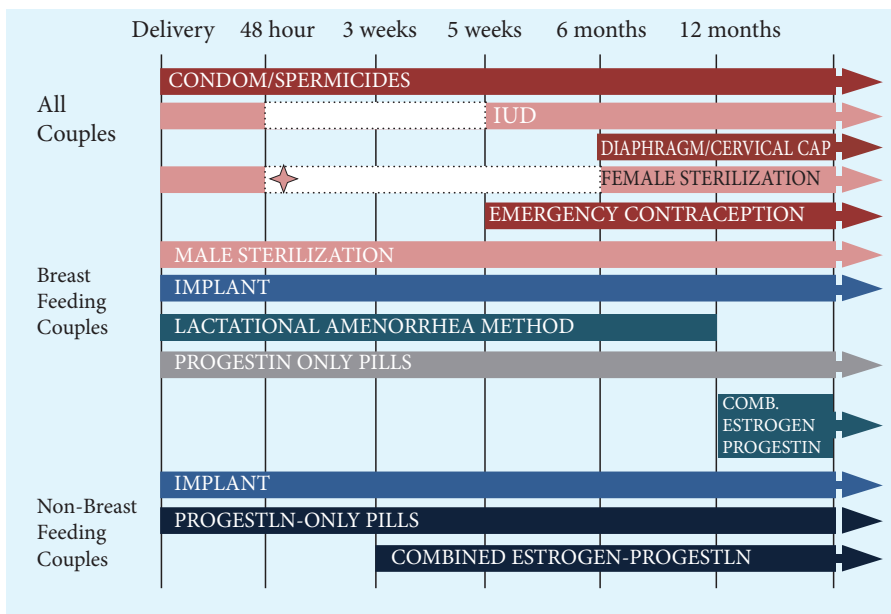 Delivery 48 hour 3 weeks 5 weeks 6 months 12 months
All
Couples
CONDOM/SPERMICIDES
IUD
DIAPHRAGM/CERVICAL CAP
FEMALE STERILIZATION
EMERGENCY CONTRACEPTION
MALE STERILIZATION
Breast
Feeding
Couples
IMPLANT
LACTATIONAL AMENORRHEA METHOD
PROGESTIN ONLY PILLS
COMB.
ESTROGEN
PROGESTIN
Non-Breast
Feeding
Couples
IMPLANT
PROGESTLN-ONLY PILLS
COMBINED ESTROGEN-PROGESTLN